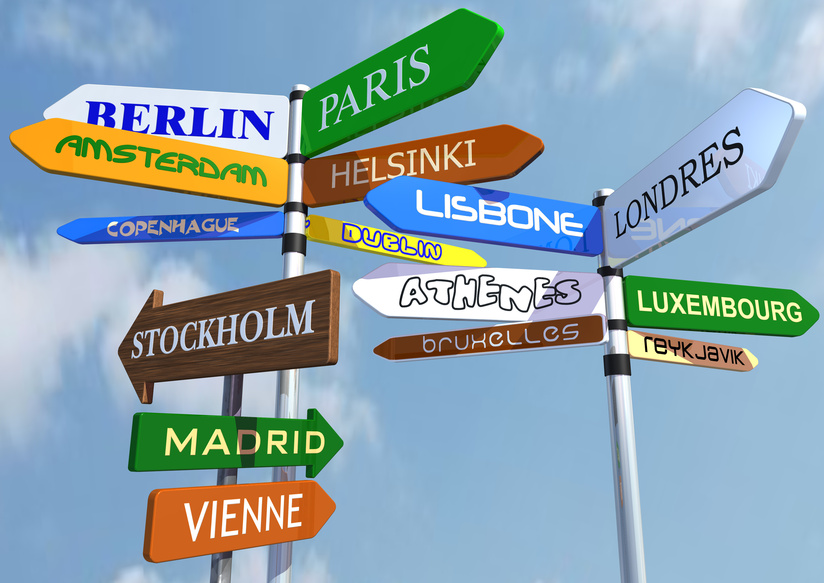 BERLIN
PARIS
AMSTERDAM
HELSINKI
COPENHAGUE
DUBLIN
STOCKHOLM
MADRID
VIENNE
LISBONE
LONDRES
ATHENES
LUXEMBOURG
bruxelles
reykjavik